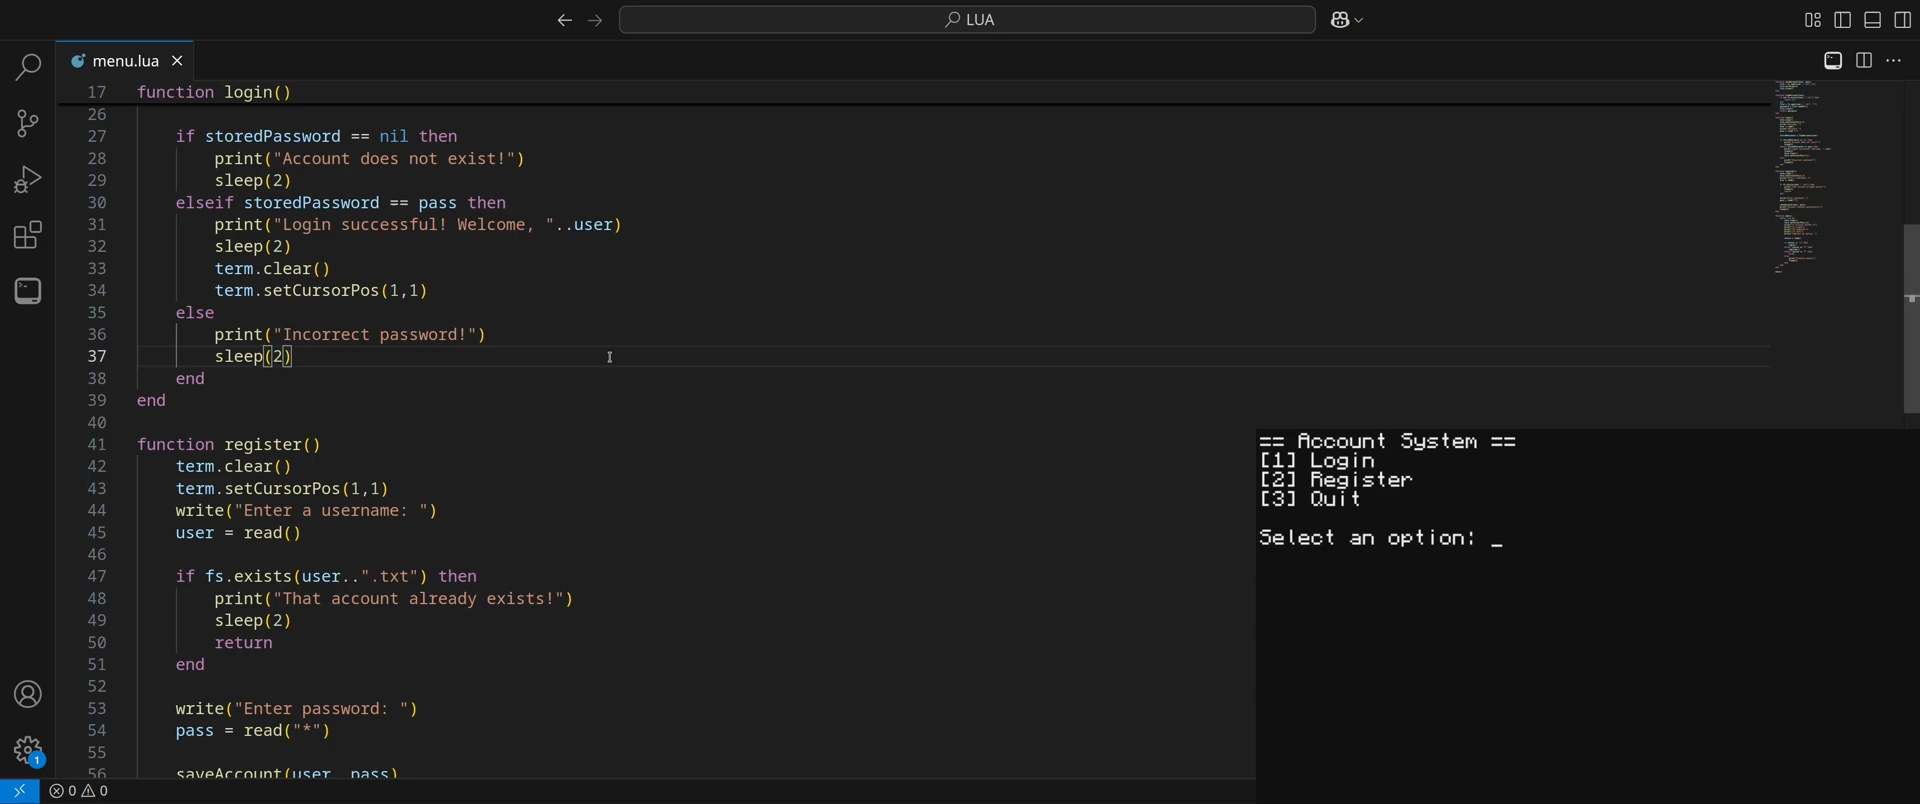 LUA
menu.lua
17 function login()
26
27 if storedPassword == nil then
28 print("Account does not exist!")
29 sleep(2)
30 elseif storedPassword == pass then
31 print("Login successful! Welcome, "..user)
32 sleep(2)
33 term.clear()
34 term.setCursorPos(1,1)
35 else
36 print("Incorrect password!")
37 sleep(2)
38 end
39 end
40
41 function register()
42 term.clear()
43 term.setCursorPos(1,1)
44 write("Enter a username: ")
45 user = read()
46
47 if fs.exists(user..".txt") then
48 print("That account already exists!")
49 sleep(2)
50 return
51 end
52
53 write("Enter password: ")
54 pass = read("*")
55
56 saveAccount(user, pass)
== Account System ==
[1] Login
[2] Register
[3] Quit
Select an option: _
1
0 0